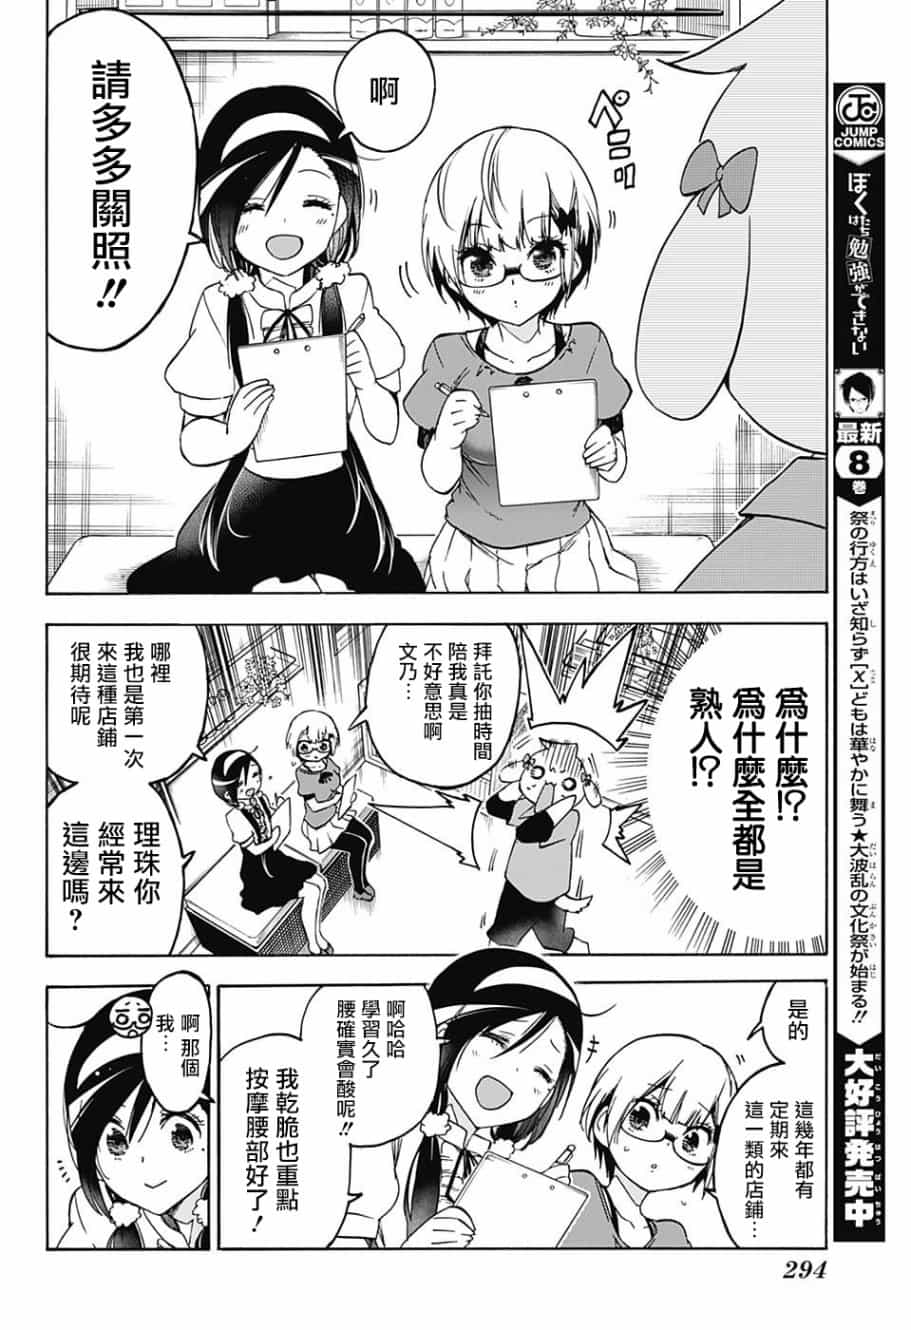 啊
請多多關照!!
ペコリ
為什麼!?
為什麼全都是
熟人!?
拜託你抽時間
陪我真是
不好意思啊
文乃…
哪裡
我也是第一次
來這種店鋪
很期待呢
理珠你
經常來
這邊嗎?
是的
這幾年都有
定期來
這一類的店鋪…
啊哈哈
學習久了
腰確實會酸呢!!
我乾脆也重點
按摩腰部好了!
啊那個
我…
JUMP
COMICS
ぼくたちは勉強ができない
最新
8
巻
祭の行方はいざ知らず[x]どもは華やかに舞う★大波乱の文化祭が始まる!!
大好評発売中
294